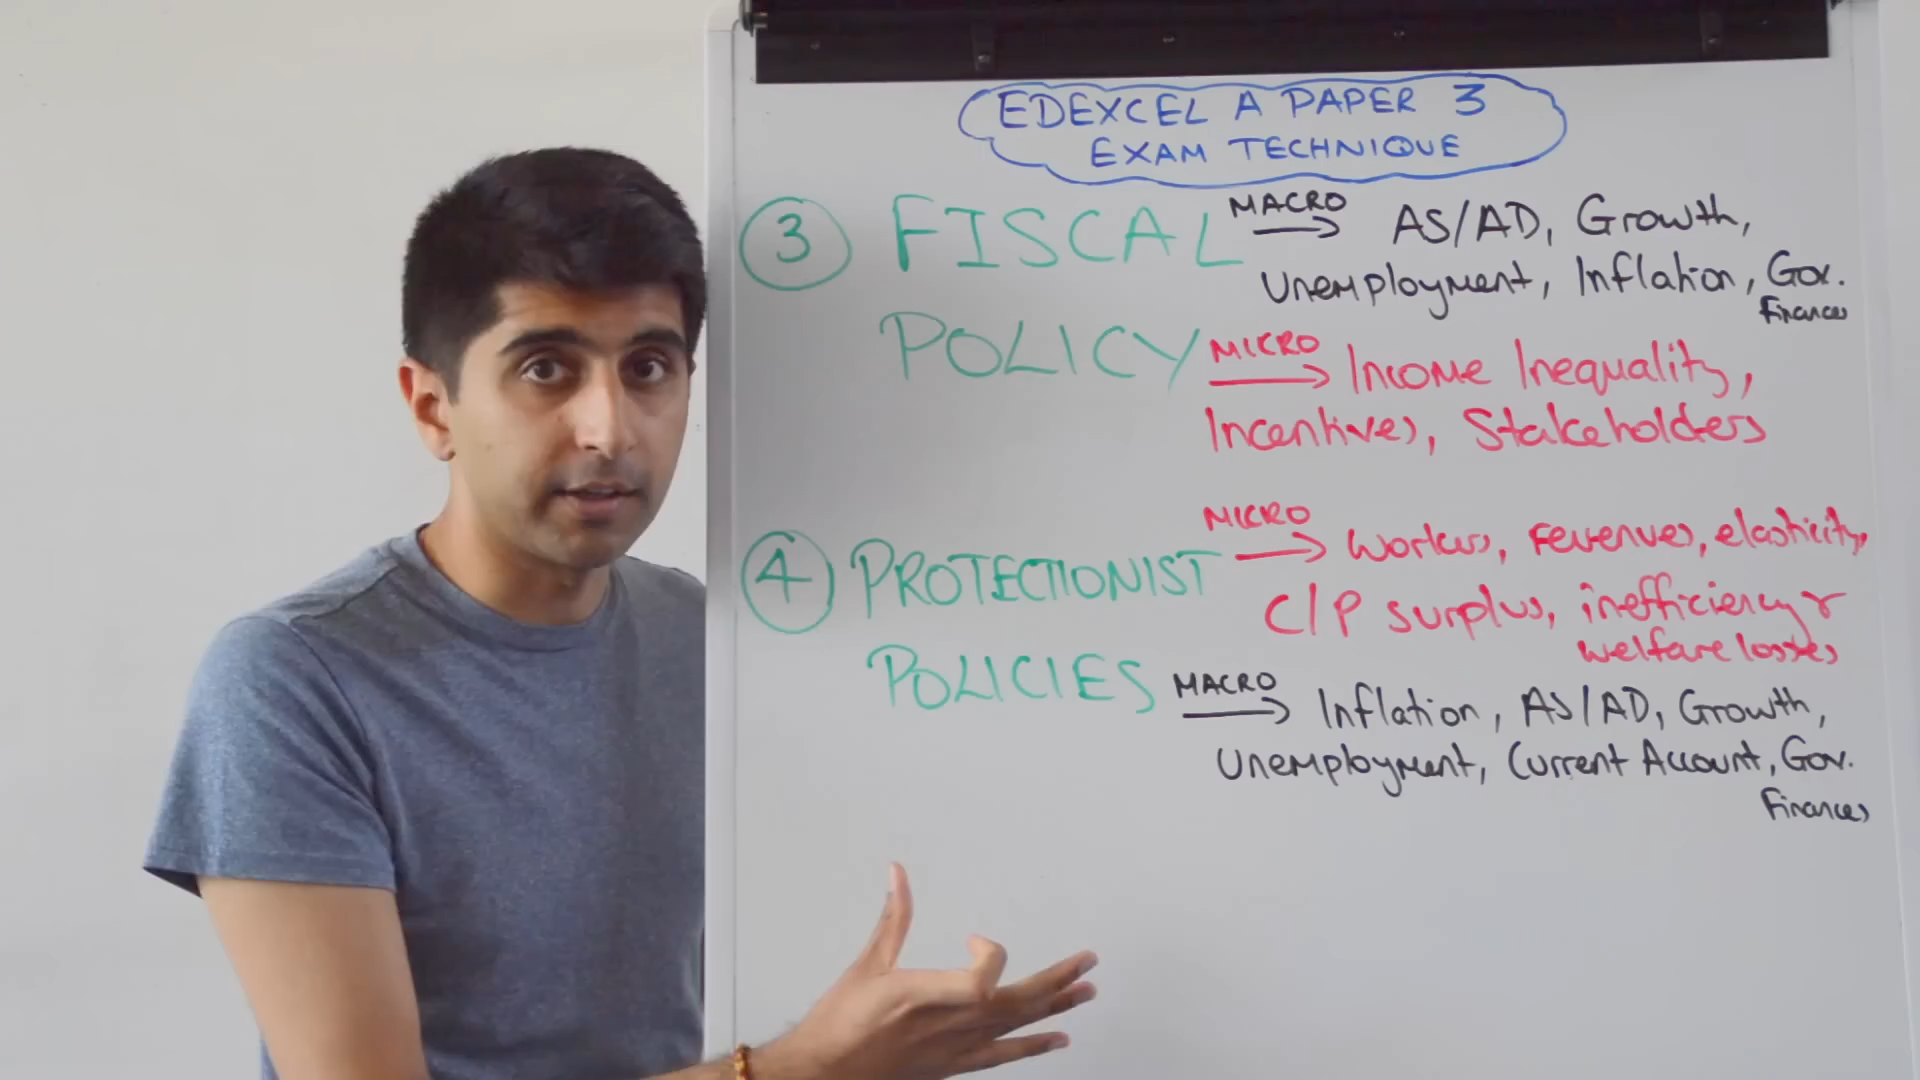 EDEXCEL A PAPER 3
EXAM TECHNIQUE
3 FISCAL POLICY
MACRO → AS/AD, Growth,
Unemployment, Inflation, Gov.
Finances
MICRO → Income Inequality,
Incentives, Stakeholders
4 PROTECTIONIST POLICIES
MICRO → Workers, revenues, elasticity,
C/P surplus, inefficiency &
welfare losses
MACRO → Inflation, AS/AD, Growth,
Unemployment, Current Account, Gov.
Finances